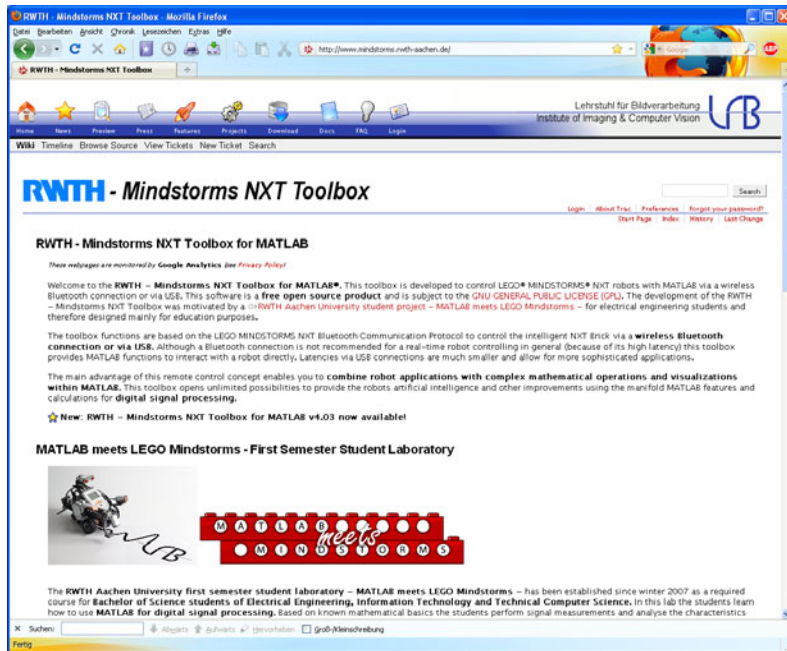 RWTH - Mindstorms NXT Toolbox - Mozilla Firefox
Datei Bearbeiten Ansicht Chronik Lesezeichen Extras Hilfe
http://www.mindstorms.rwth-aachen.de/
Google
ABP
RWTH - Mindstorms NXT Toolbox
Lehrstuhl für Bildverarbeitung
Institute of Imaging & Computer Vision
Home News Preview Press Features Projects Download Docs FAQ Login
Wiki Timeline Browse Source View Tickets New Ticket Search
RWTH - Mindstorms NXT Toolbox
Search
Login About Trac Preferences Forgot your password?
Start Page Index History Last Change
RWTH - Mindstorms NXT Toolbox for MATLAB
These webpages are monitored by Google Analytics (see Privacy Policy)
Welcome to the RWTH – Mindstorms NXT Toolbox for MATLAB®. This toolbox is developed to control LEGO® MINDSTORMS® NXT robots with MATLAB via a wireless
Bluetooth connection or via USB. This software is a free open source product and is subject to the GNU GENERAL PUBLIC LICENSE (GPL). The development of the RWTH
– Mindstorms NXT Toolbox was motivated by a RWTH Aachen University student project – MATLAB meets LEGO Mindstorms – for electrical engineering students and
therefore designed mainly for education purposes.
The toolbox functions are based on the LEGO MINDSTORMS NXT Bluetooth Communication Protocol to control the intelligent NXT Brick via a wireless Bluetooth
connection or via USB. Although a Bluetooth connection is not recommended for a real-time robot controlling in general (because of its high latency) this toolbox
provides MATLAB functions to interact with a robot directly. Latencies via USB connections are much smaller and allow for more sophisticated applications.
The main advantage of this remote control concept enables you to combine robot applications with complex mathematical operations and visualizations
within MATLAB. This toolbox opens unlimited possibilities to provide the robots artificial intelligence and other improvements using the manifold MATLAB features and
calculations for digital signal processing.
New: RWTH – Mindstorms NXT Toolbox for MATLAB v4.03 now available!
MATLAB meets LEGO Mindstorms - First Semester Student Laboratory
MATLAB
meets
MINDSTORMS
The RWTH Aachen University first semester student laboratory – MATLAB meets LEGO Mindstorms – has been established since winter 2007 as a required
course for Bachelor of Science students of Electrical Engineering, Information Technology and Technical Computer Science. In this lab the students learn
how to use MATLAB for digital signal processing. Based on known mathematical basics the students perform signal measurements and analyse the characteristics
Suchen: Abwärts Aufwärts Hervorheben Groß-/Kleinschreibung
Fertig